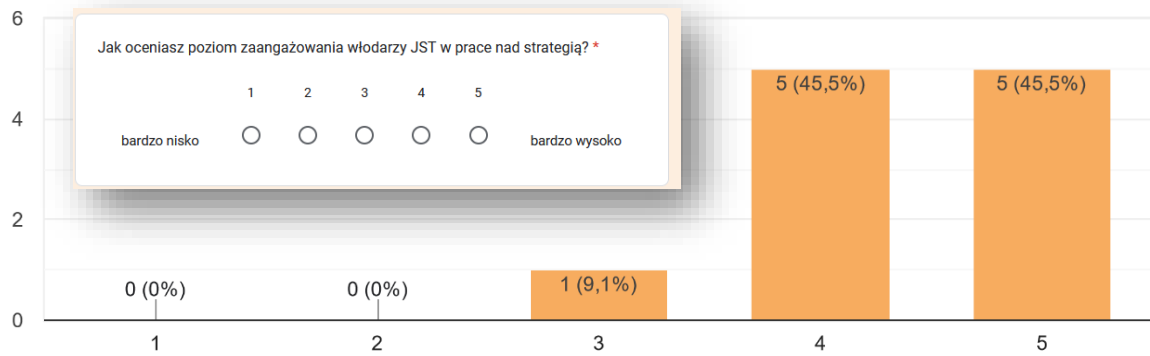 Jak oceniasz poziom zaangażowania włodarzy JST w prace nad strategią? *
1 2 3 4 5
bardzo nisko bardzo wysoko
6
4
2
0
0 (0%) 0 (0%) 1 (9,1%) 5 (45,5%) 5 (45,5%)
1 2 3 4 5